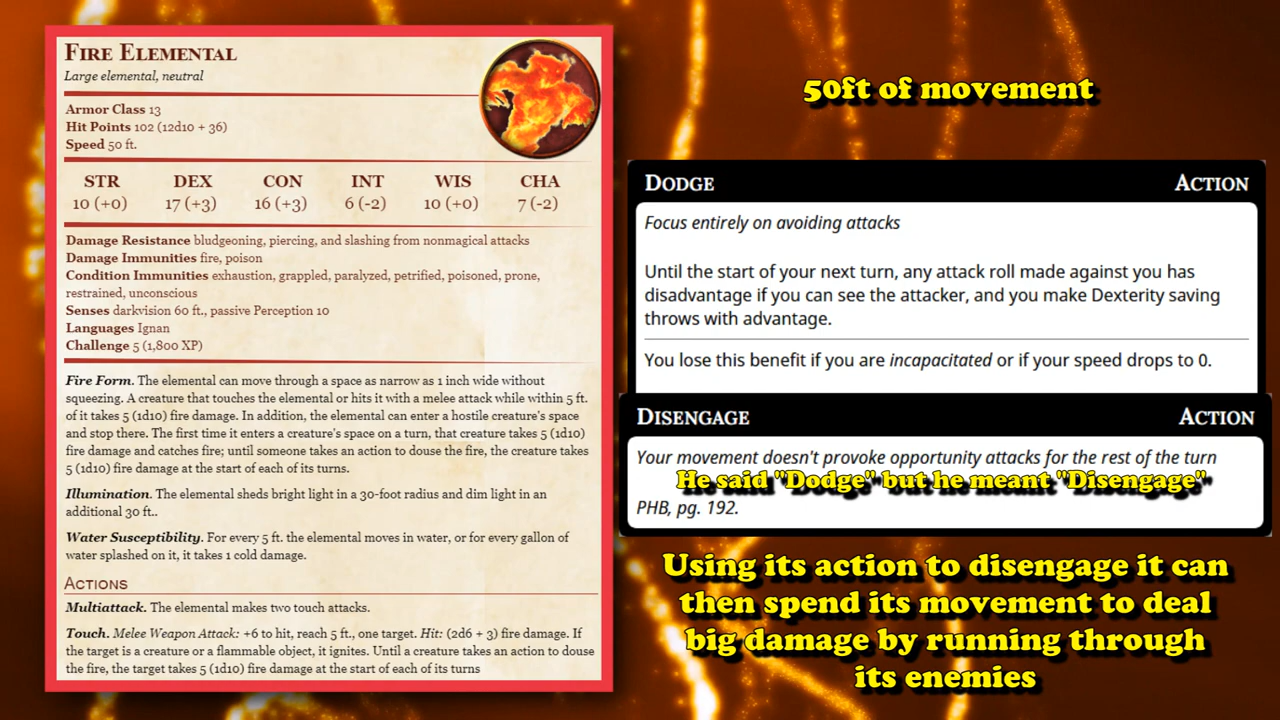 Fire Elemental
Large elemental, neutral
Armor Class 13
Hit Points 102 (12d10 + 36)
Speed 50 ft.
STR DEX CON INT WIS CHA
10 (+0) 17 (+3) 16 (+3) 6 (-2) 10 (+0) 7 (-2)
Damage Resistance bludgeoning, piercing, and slashing from nonmagical attacks
Damage Immunities fire, poison
Condition Immunities exhaustion, grappled, paralyzed, petrified, poisoned, prone,
restrained, unconscious
Senses darkvision 60 ft., passive Perception 10
Languages Ignan
Challenge 5 (1,800 XP)
Fire Form. The elemental can move through a space as narrow as 1 inch wide without
squeezing. A creature that touches the elemental or hits it with a melee attack while within 5 ft.
of it takes 5 (1d10) fire damage. In addition, the elemental can enter a hostile creature's space
and stop there. The first time it enters a creature's space on a turn, that creature takes 5 (1d10)
fire damage and catches fire; until someone takes an action to douse the fire, the creature takes
5 (1d10) fire damage at the start of each of its turns.
Illumination. The elemental sheds bright light in a 30-foot radius and dim light in an
additional 30 ft..
Water Susceptibility. For every 5 ft. the elemental moves in water, or for every gallon of
water splashed on it, it takes 1 cold damage.
Actions
Multiattack. The elemental makes two touch attacks.
Touch. Melee Weapon Attack: +6 to hit, reach 5 ft., one target. Hit: (2d6 + 3) fire damage. If
the target is a creature or a flammable object, it ignites. Until a creature takes an action to douse
the fire, the target takes 5 (1d10) fire damage at the start of each of its turns
50ft of movement
Dodge Action
Focus entirely on avoiding attacks
Until the start of your next turn, any attack roll made against you has
disadvantage if you can see the attacker, and you make Dexterity saving
throws with advantage.
You lose this benefit if you are incapacitated or if your speed drops to 0.
Disengage Action
Your movement doesn't provoke opportunity attacks for the rest of the turn
He said "Dodge" but he meant "Disengage"
PHB, pg. 192.
Using its action to disengage it can
then spend its movement to deal
big damage by running through
its enemies